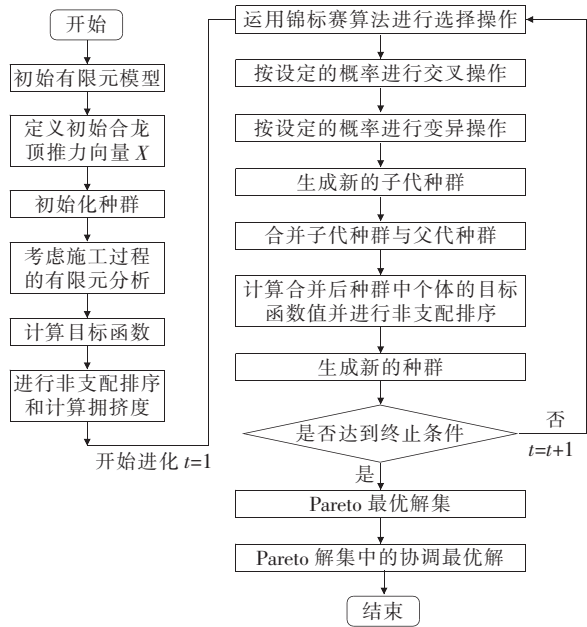 开始
初始有限元模型
定义初始合龙
顶推力向量 X
初始化种群
考虑施工过程
的有限元分析
计算目标函数
进行非支配排序
和计算拥挤度
开始进化 t=1
运用锦标赛算法进行选择操作
按设定的概率进行交叉操作
按设定的概率进行变异操作
生成新的子代种群
合并子代种群与父代种群
计算合并后种群中个体的目标
函数值并进行非支配排序
生成新的种群
是否达到终止条件
否
t=t+1
是
Pareto 最优解集
Pareto 解集中的协调最优解
结束